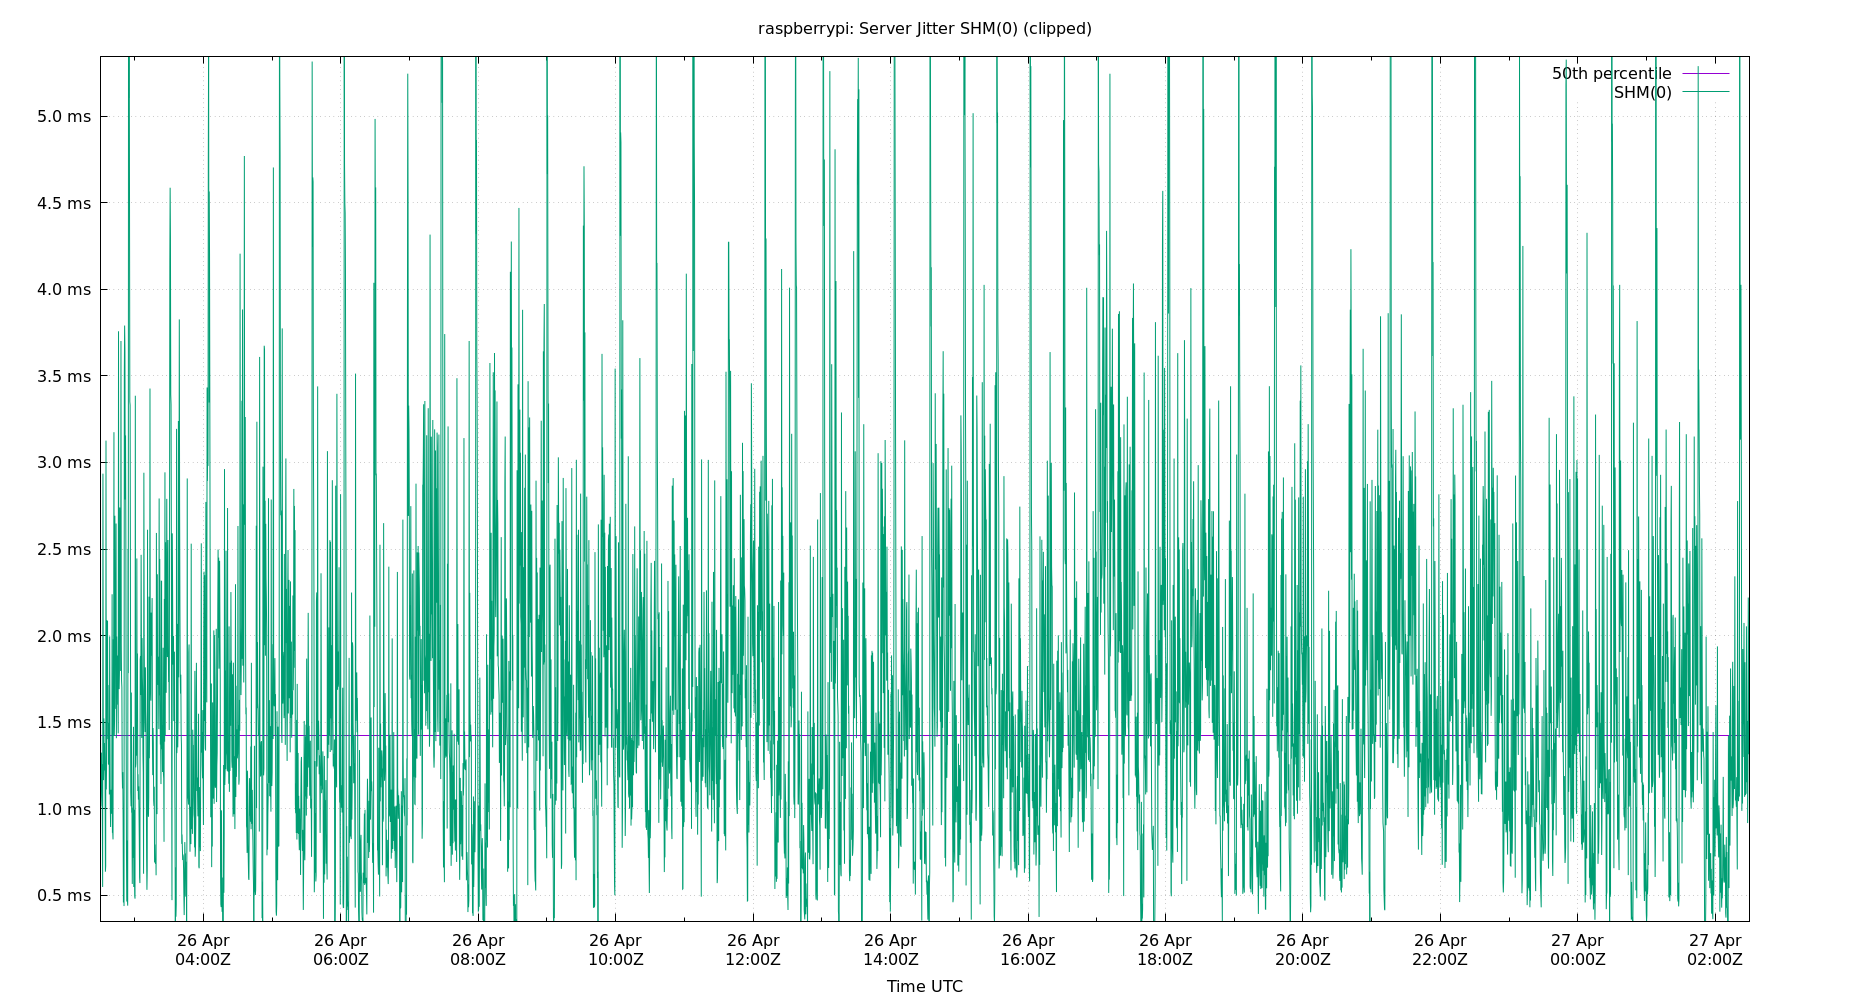 raspberrypi: Server Jitter SHM(0) (clipped)
50th percentile
SHM(0)
5.0 ms
4.5 ms
4.0 ms
3.5 ms
3.0 ms
2.5 ms
2.0 ms
1.5 ms
1.0 ms
0.5 ms
26 Apr 26 Apr 26 Apr 26 Apr 26 Apr 26 Apr 26 Apr 26 Apr 26 Apr 26 Apr 27 Apr 27 Apr
04:00Z 06:00Z 08:00Z 10:00Z 12:00Z 14:00Z 16:00Z 18:00Z 20:00Z 22:00Z 00:00Z 02:00Z
Time UTC